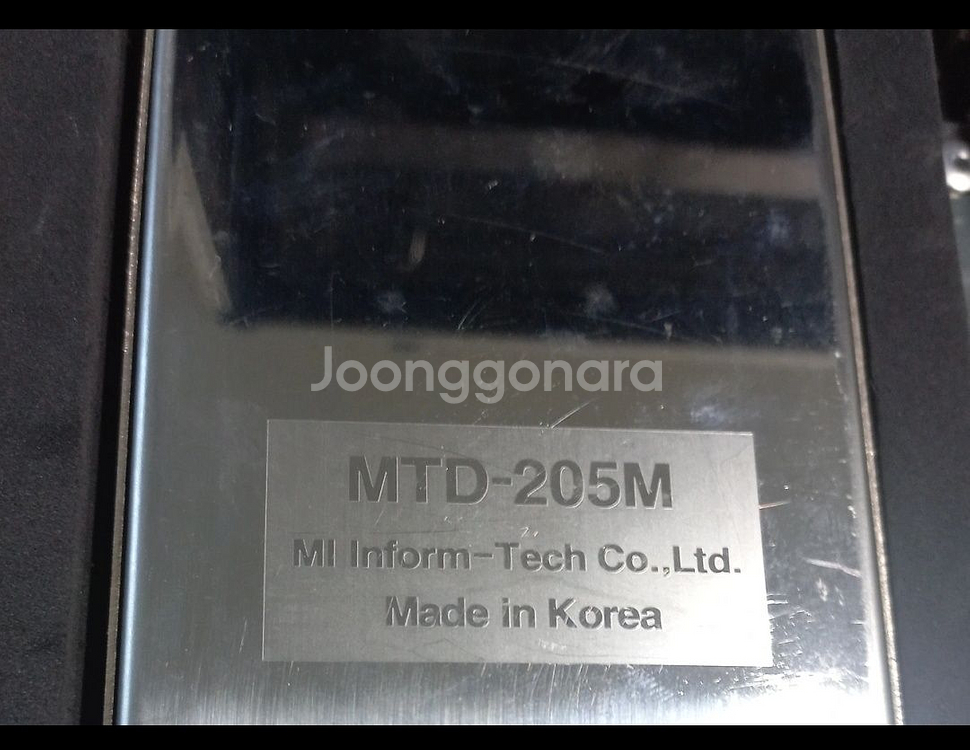 Joonggonara
MTD-205M
MI Inform-Tech Co.,Ltd.
Made in Korea